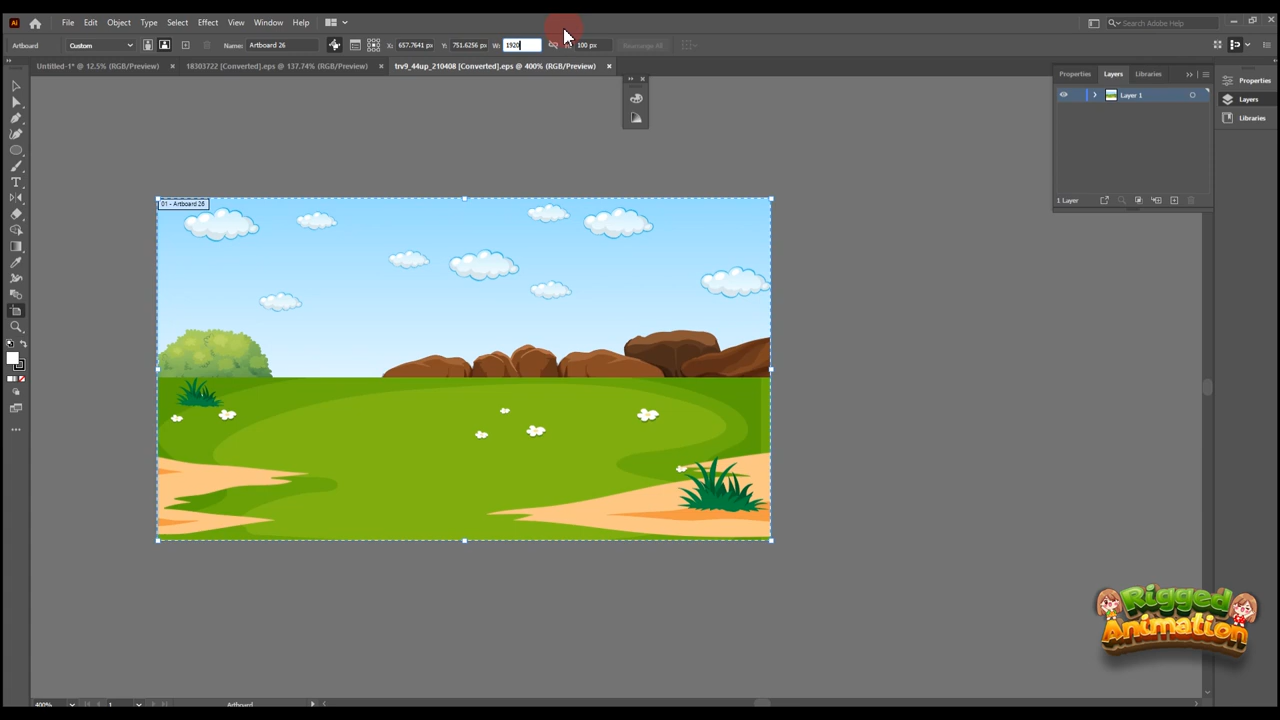 Ai File Edit Object Type Select Effect View Window Help Search Adobe Help
Artboard Custom Name: Artboard 26 X: 657.7641 px Y: 751.6256 px W: 1920 100 px Rearrange All
Untitled-1* @ 12.5% (RGB/Preview) × 18303722 [Converted].eps @ 137.74% (RGB/Preview) × trv9_44up_210408 [Converted].eps @ 400% (RGB/Preview) ×
Properties Layers Libraries
Layer 1
1 Layer
Properties
Layers
Libraries
01 - Artboard 26
Rigged
Animation
400% 1 Artboard